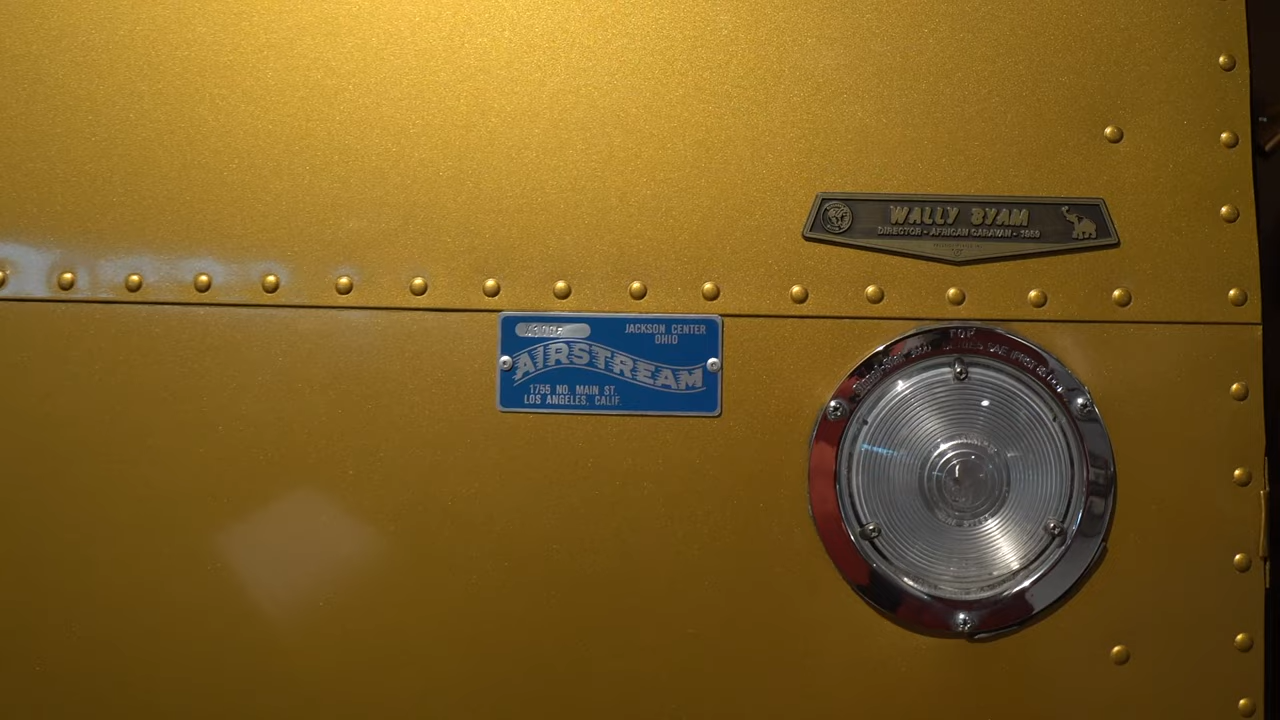 WALLY BYAM
DIRECTOR - AFRICAN CARAVAN - 1959
JACKSON CENTER
OHIO
AIRSTREAM
1755 NO. MAIN ST.
LOS ANGELES, CALIF.
TOP